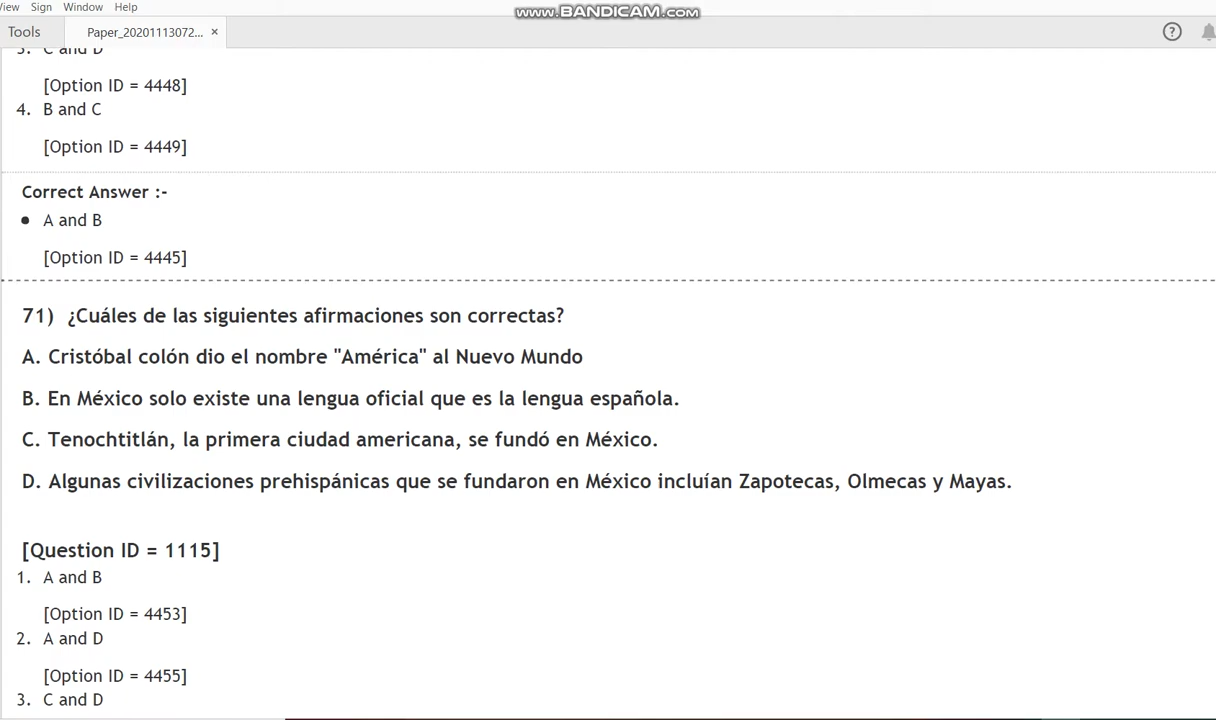 View Sign Window Help
www.BANDICAM.com
Tools Paper_20201113072... ×
3. C and D
[Option ID = 4448]
4. B and C
[Option ID = 4449]
Correct Answer :-
• A and B
[Option ID = 4445]
71) ¿Cuáles de las siguientes afirmaciones son correctas?
A. Cristóbal colón dio el nombre "América" al Nuevo Mundo
B. En México solo existe una lengua oficial que es la lengua española.
C. Tenochtitlán, la primera ciudad americana, se fundó en México.
D. Algunas civilizaciones prehispánicas que se fundaron en México incluían Zapotecas, Olmecas y Mayas.
[Question ID = 1115]
1. A and B
[Option ID = 4453]
2. A and D
[Option ID = 4455]
3. C and D